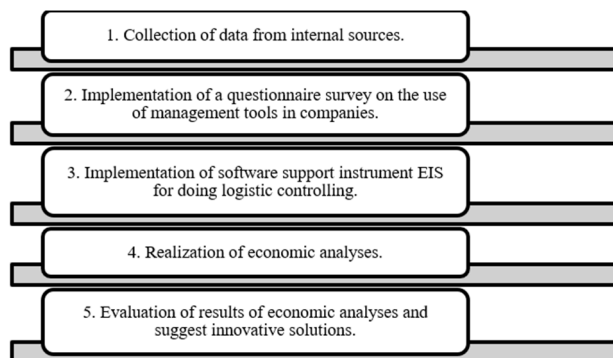 1. Collection of data from internal sources.
2. Implementation of a questionnaire survey on the use
of management tools in companies.
3. Implementation of software support instrument EIS
for doing logistic controlling.
4. Realization of economic analyses.
5. Evaluation of results of economic analyses and
suggest innovative solutions.